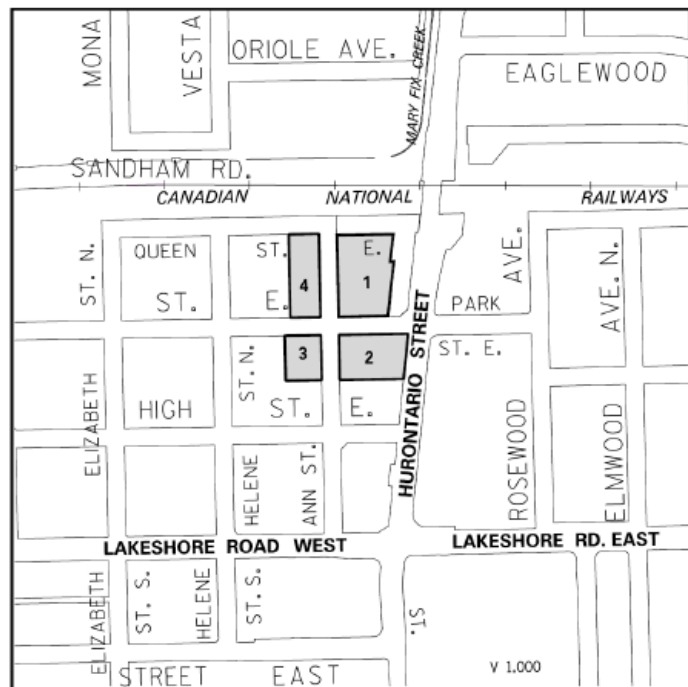 MONA
VESTA
ORIOLE AVE.
MARY FIX CREEK
EAGLEWOOD
SANDHAM RD.
CANADIAN NATIONAL RAILWAYS
ST. N.
QUEEN ST. E.
4
1
AVE.
AVE. N.
ST. E.
PARK
ST. E.
HURONTARIO STREET
3
2
ST. N.
ELIZABETH
HIGH ST. E.
HELENE
ANN ST.
ROSEWOOD
ELMWOOD
LAKESHORE ROAD WEST
LAKESHORE RD. EAST
ELIZABETH
ST. S.
HELENE
ST. S.
ST.
STREET EAST
V 1.000